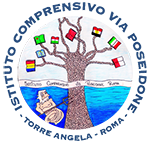 ISTITUTO COMPRENSIVO VIA POSEIDONE
- TORRE ANGELA - ROMA -